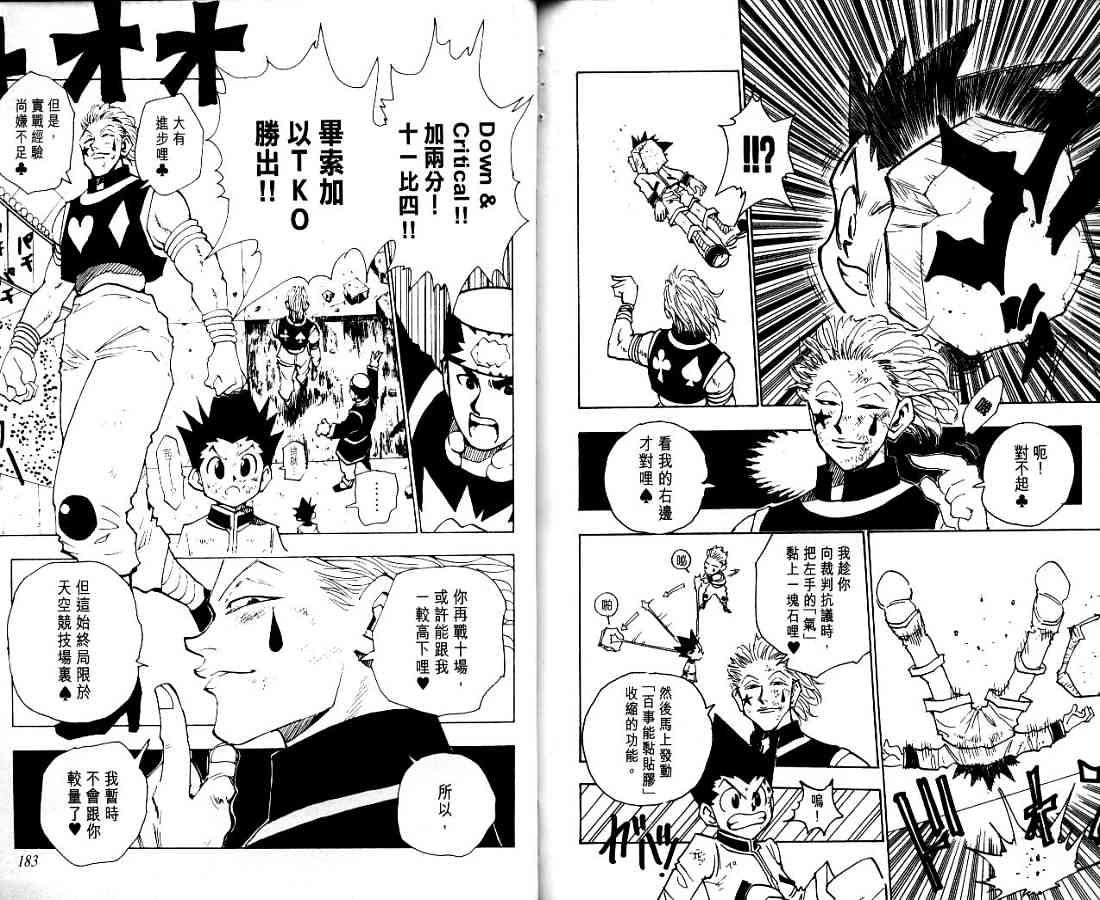 !!?
嘿
呃！
對不起♣
看我的右邊
才對哩♠
我趁你
向裁判抗議時
把左手的「氣」
黏上一塊石哩♥
啪
然後馬上發動
「百事能黏貼膠」
收縮的功能。
嗚！
ガバッ
Down &
Critical!!
加兩分！
十一比四!!
畢索加
以TKO
勝出!!
オオ
大有
進步哩♣
但是，
實戰經驗
尚嫌不足♣
……
你再戰十場，
或許能跟我
一較高下哩♥
但這始終局限於
天空競技場裏♠
所以，
我暫時
不會跟你
較量了♥
183